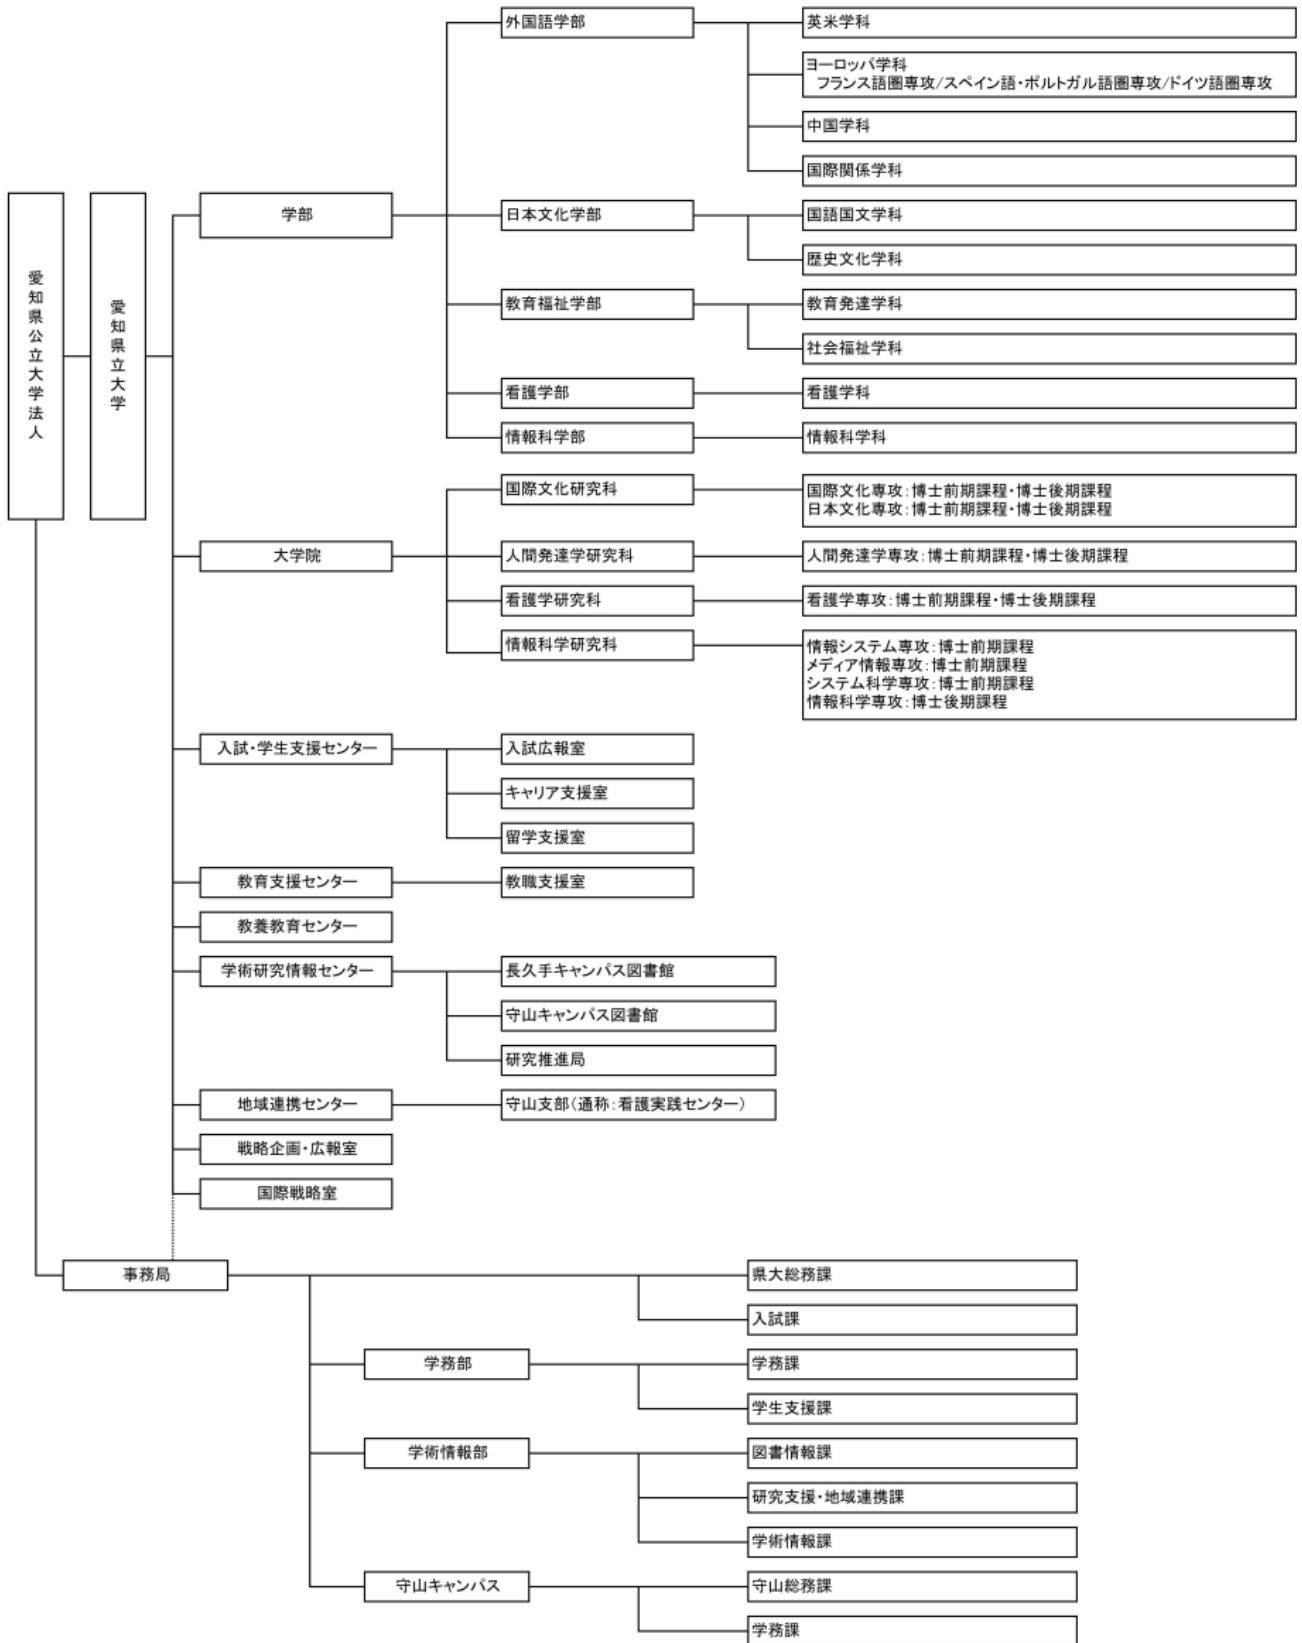 愛知県公立大学法人
愛知県立大学
学部
外国語学部
英米学科
ヨーロッパ学科
フランス語圏専攻/スペイン語・ポルトガル語圏専攻/ドイツ語圏専攻
中国学科
国際関係学科
日本文化学部
国語国文学科
歴史文化学科
教育福祉学部
教育発達学科
社会福祉学科
看護学部
看護学科
情報科学部
情報科学科
大学院
国際文化研究科
国際文化専攻：博士前期課程・博士後期課程
日本文化専攻：博士前期課程・博士後期課程
人間発達学研究科
人間発達学専攻：博士前期課程・博士後期課程
看護学研究科
看護学専攻：博士前期課程・博士後期課程
情報科学研究科
情報システム専攻：博士前期課程
メディア情報専攻：博士前期課程
システム科学専攻：博士前期課程
情報科学専攻：博士後期課程
入試・学生支援センター
入試広報室
キャリア支援室
留学支援室
教育支援センター
教職支援室
教養教育センター
学術研究情報センター
長久手キャンパス図書館
守山キャンパス図書館
研究推進局
地域連携センター
守山支部（通称：看護実践センター）
戦略企画・広報室
国際戦略室
事務局
県大総務課
入試課
学務部
学務課
学生支援課
学術情報部
図書情報課
研究支援・地域連携課
学術情報課
守山キャンパス
守山総務課
学務課